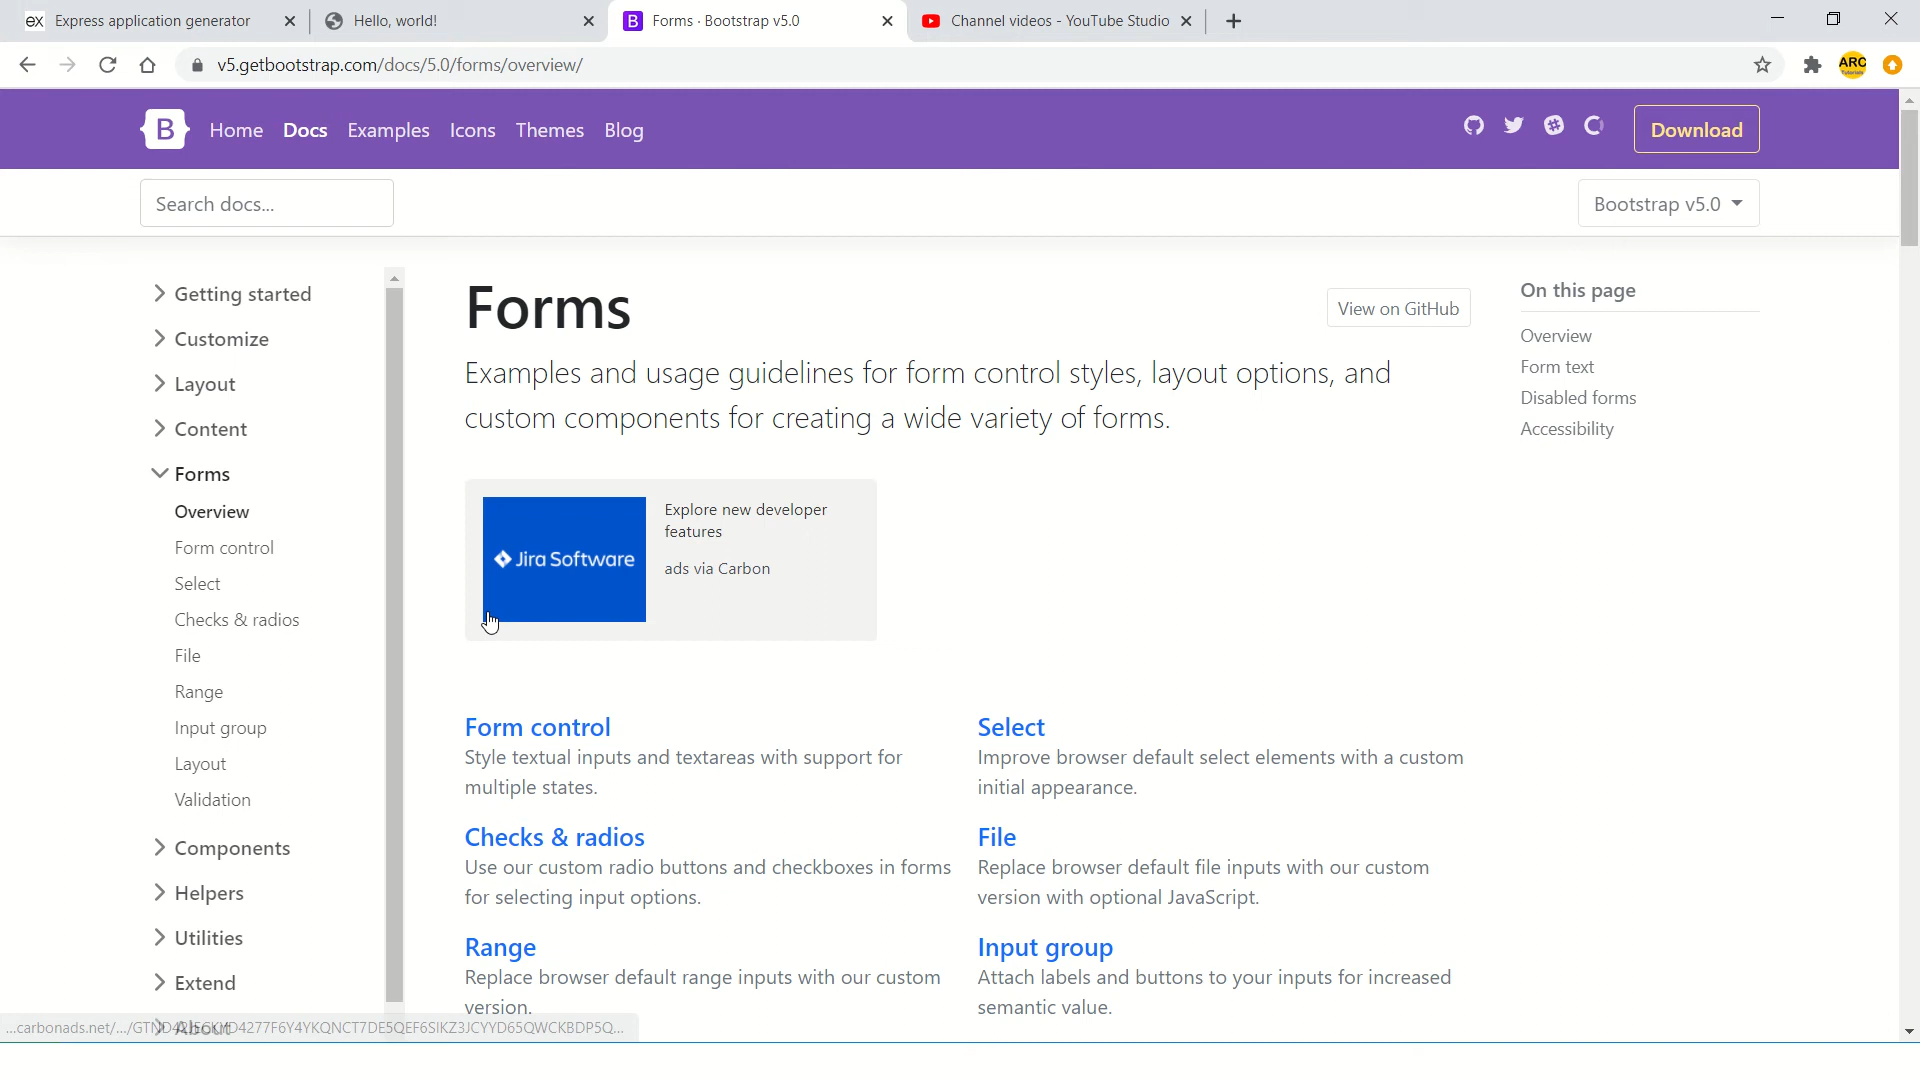 Express application generator
Hello, world!
Forms · Bootstrap v5.0
Channel videos - YouTube Studio
v5.getbootstrap.com/docs/5.0/forms/overview/
ARC
B
Home
Docs
Examples
Icons
Themes
Blog
Download
Search docs...
Bootstrap v5.0
Getting started
Customize
Layout
Content
Forms
Overview
Form control
Select
Checks & radios
File
Range
Input group
Layout
Validation
Components
Helpers
Utilities
Extend
About
Forms
View on GitHub
Examples and usage guidelines for form control styles, layout options, and
custom components for creating a wide variety of forms.
Jira Software
Explore new developer
features
ads via Carbon
Form control
Style textual inputs and textareas with support for
multiple states.
Select
Improve browser default select elements with a custom
initial appearance.
Checks & radios
Use our custom radio buttons and checkboxes in forms
for selecting input options.
File
Replace browser default file inputs with our custom
version with optional JavaScript.
Range
Replace browser default range inputs with our custom
version.
Input group
Attach labels and buttons to your inputs for increased
semantic value.
On this page
Overview
Form text
Disabled forms
Accessibility